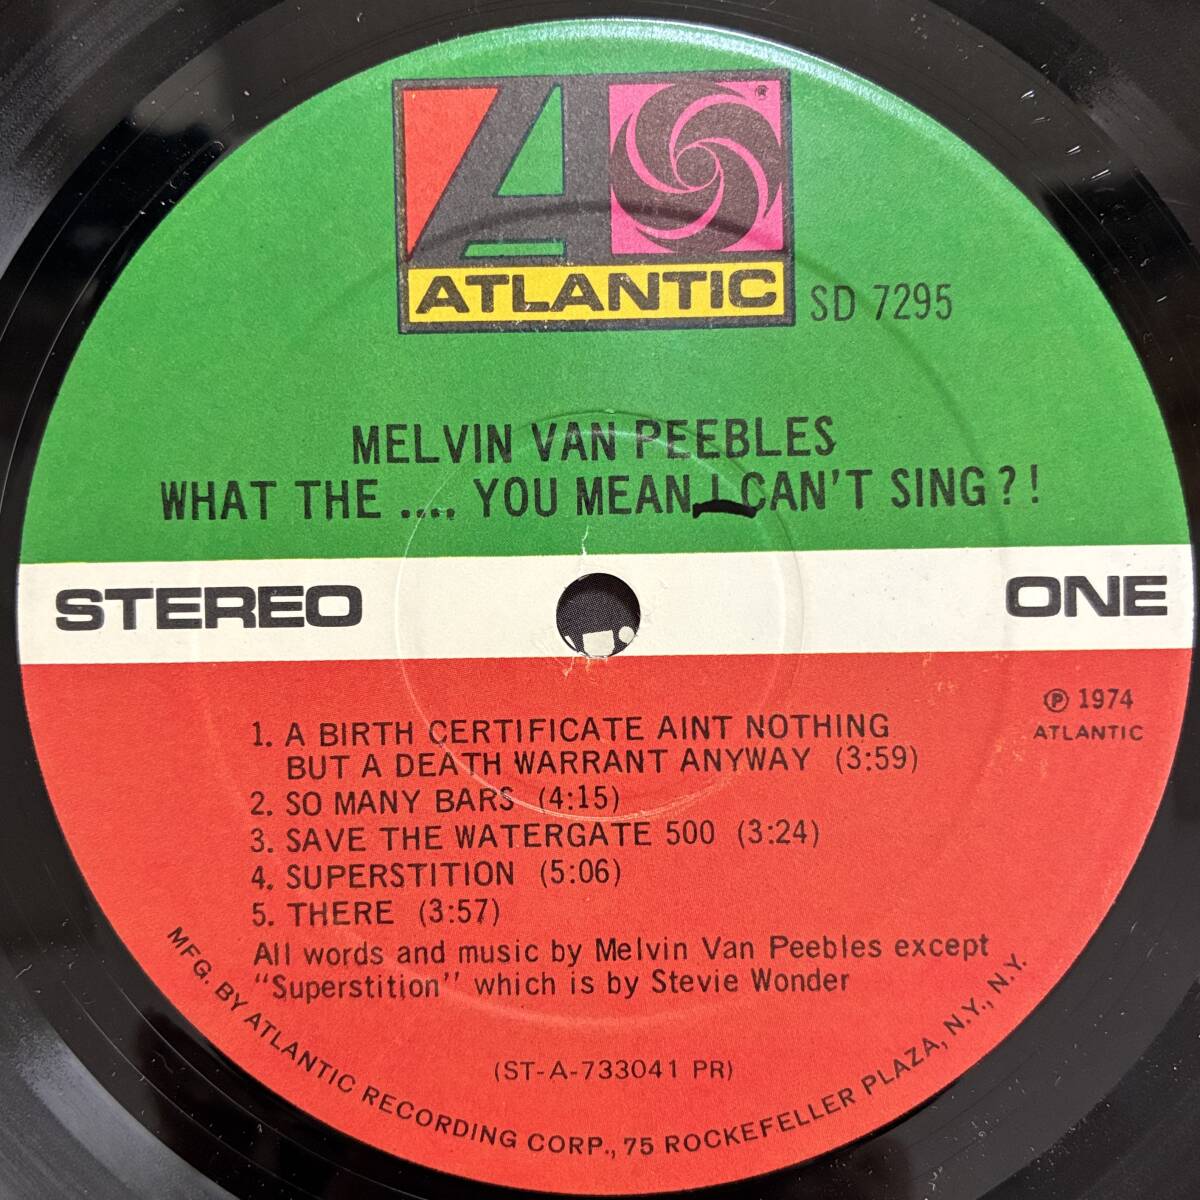 ATLANTIC
®
SD 7295
MELVIN VAN PEEBLES
WHAT THE .... YOU MEAN I CAN'T SING?!
STEREO
ONE
℗ 1974
ATLANTIC
1. A BIRTH CERTIFICATE AINT NOTHING
BUT A DEATH WARRANT ANYWAY (3:59)
2. SO MANY BARS (4:15)
3. SAVE THE WATERGATE 500 (3:24)
4. SUPERSTITION (5:06)
5. THERE (3:57)
All words and music by Melvin Van Peebles except
"Superstition" which is by Stevie Wonder
(ST-A-733041 PR)
MFG. BY ATLANTIC RECORDING CORP., 75 ROCKEFELLER PLAZA, N.Y., N.Y.